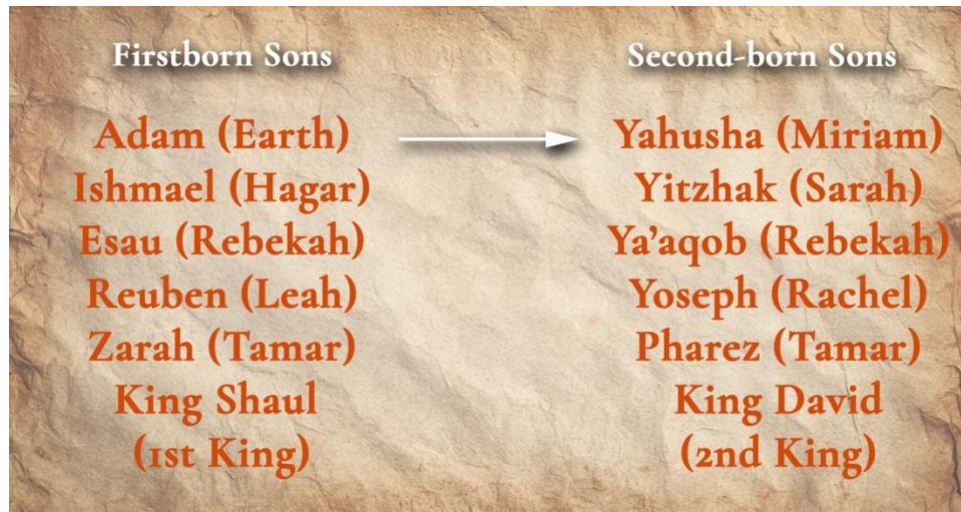 Firstborn Sons
Adam (Earth)
Ishmael (Hagar)
Esau (Rebekah)
Reuben (Leah)
Zarah (Tamar)
King Shaul
(1st King)
Second-born Sons
Yahusha (Miriam)
Yitzhak (Sarah)
Ya'aqob (Rebekah)
Yoseph (Rachel)
Pharez (Tamar)
King David
(2nd King)